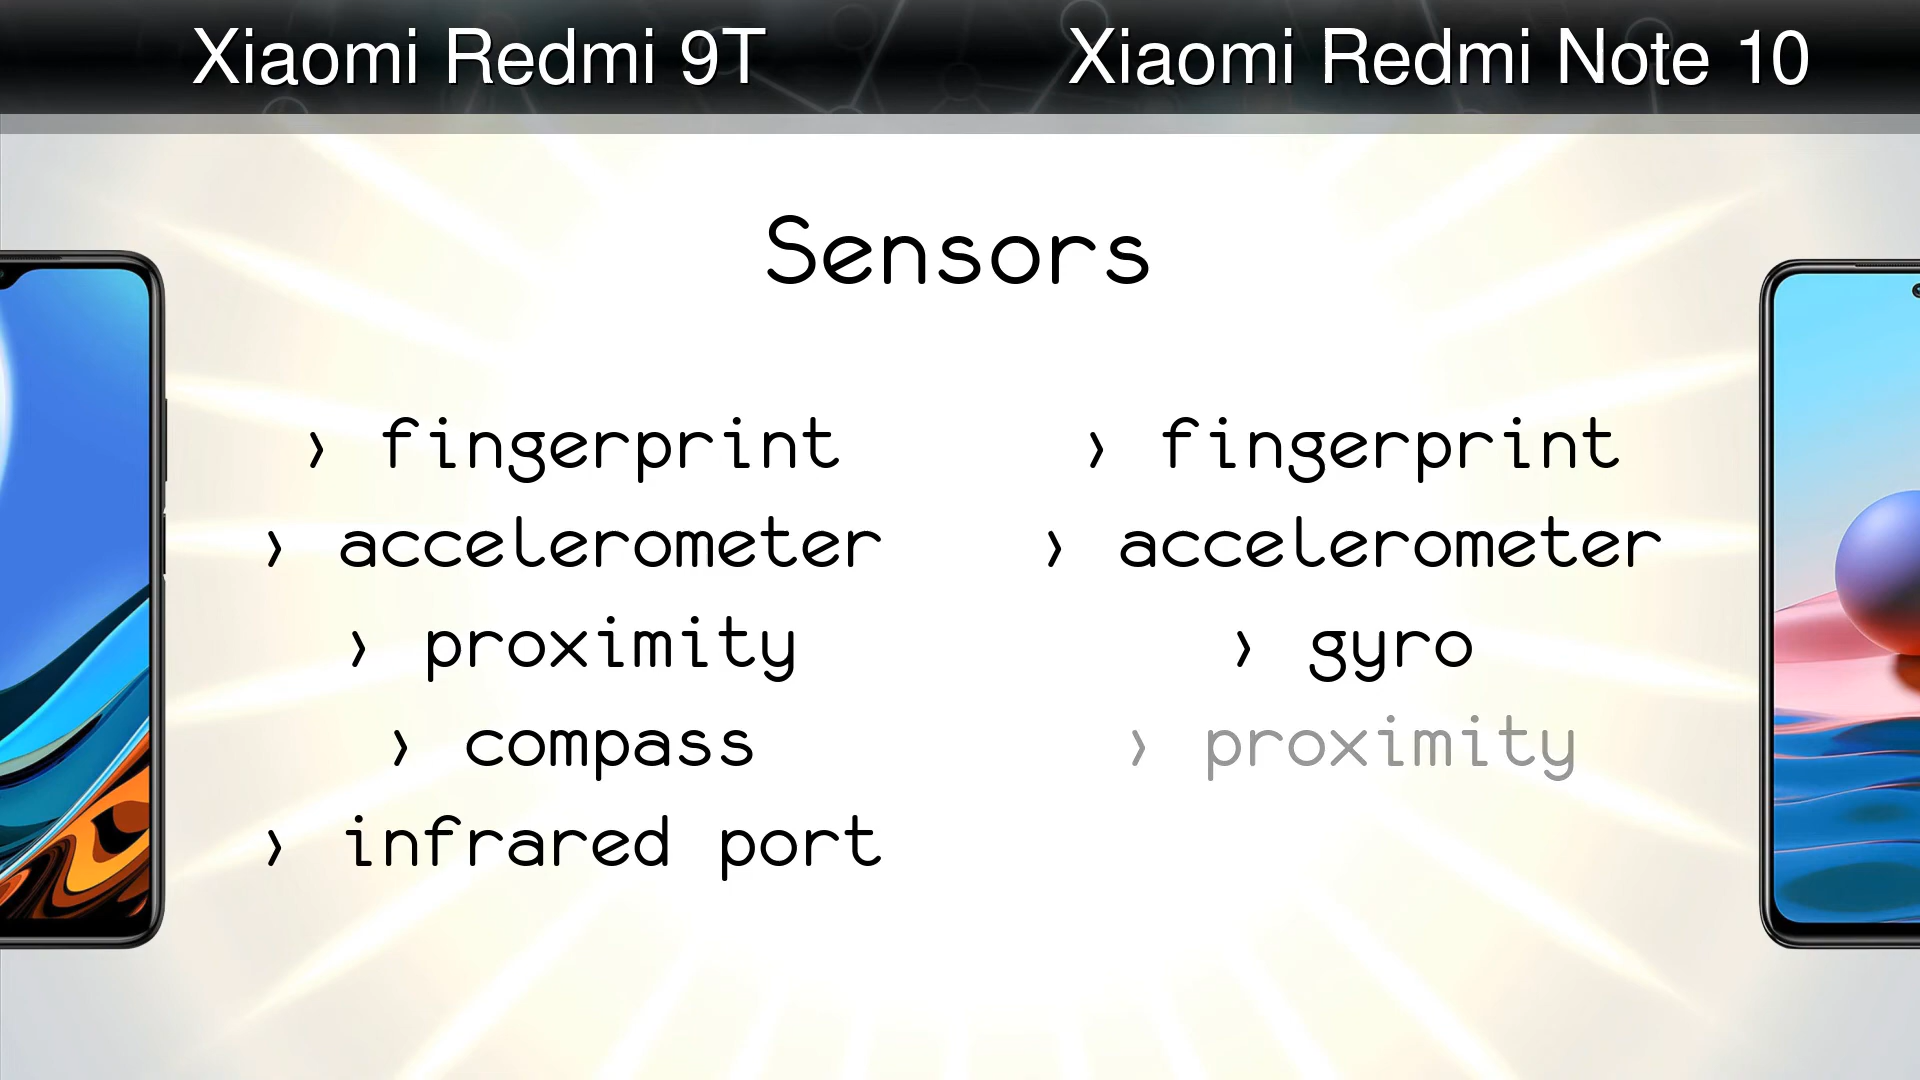 Xiaomi Redmi 9T
Xiaomi Redmi Note 10
Sensors
› fingerprint
› accelerometer
› proximity
› compass
› infrared port
› fingerprint
› accelerometer
› gyro
› proximity